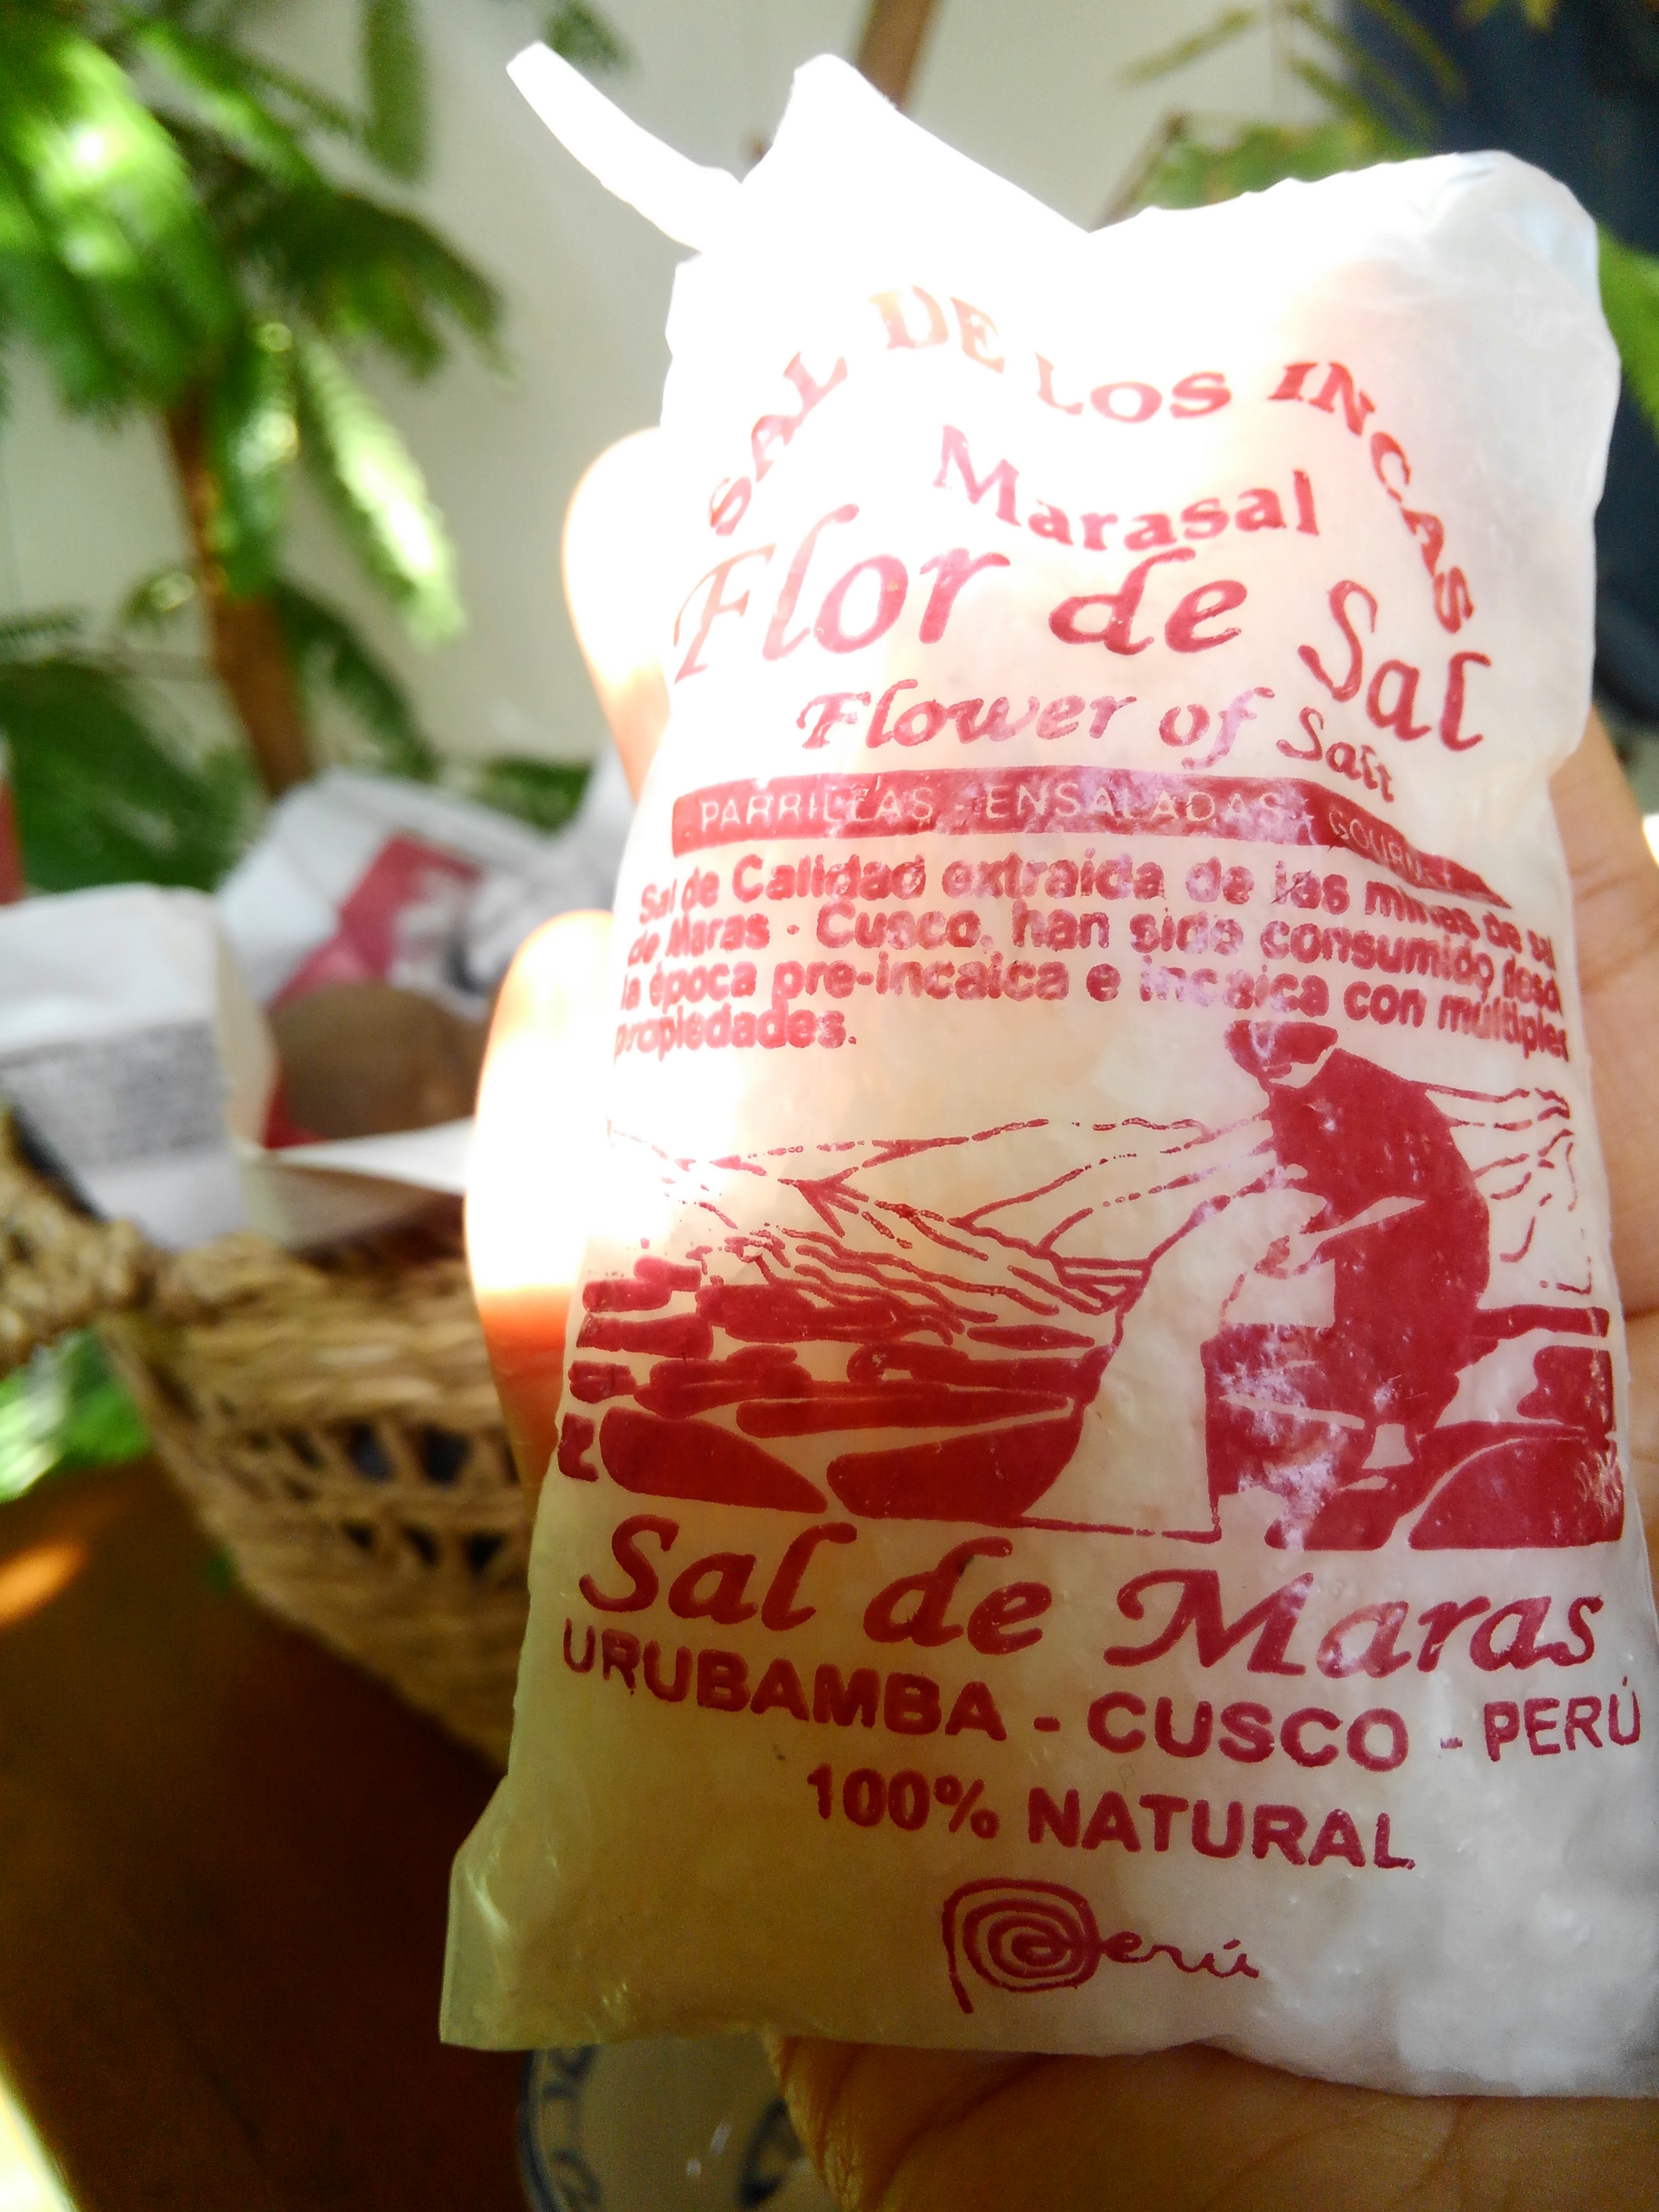 SAL DE LOS INCAS
Marasal
Flor de Sal
Flower of Salt
PARRILLAS - ENSALADAS - GOURMET
Sal de Calidad extraída de las minas de sal
de Maras - Cusco, han sido consumido desde
la época pre-incaica e incaica con múltiples
propiedades.
Sal de Maras
URUBAMBA - CUSCO - PERÚ
100% NATURAL
Perú